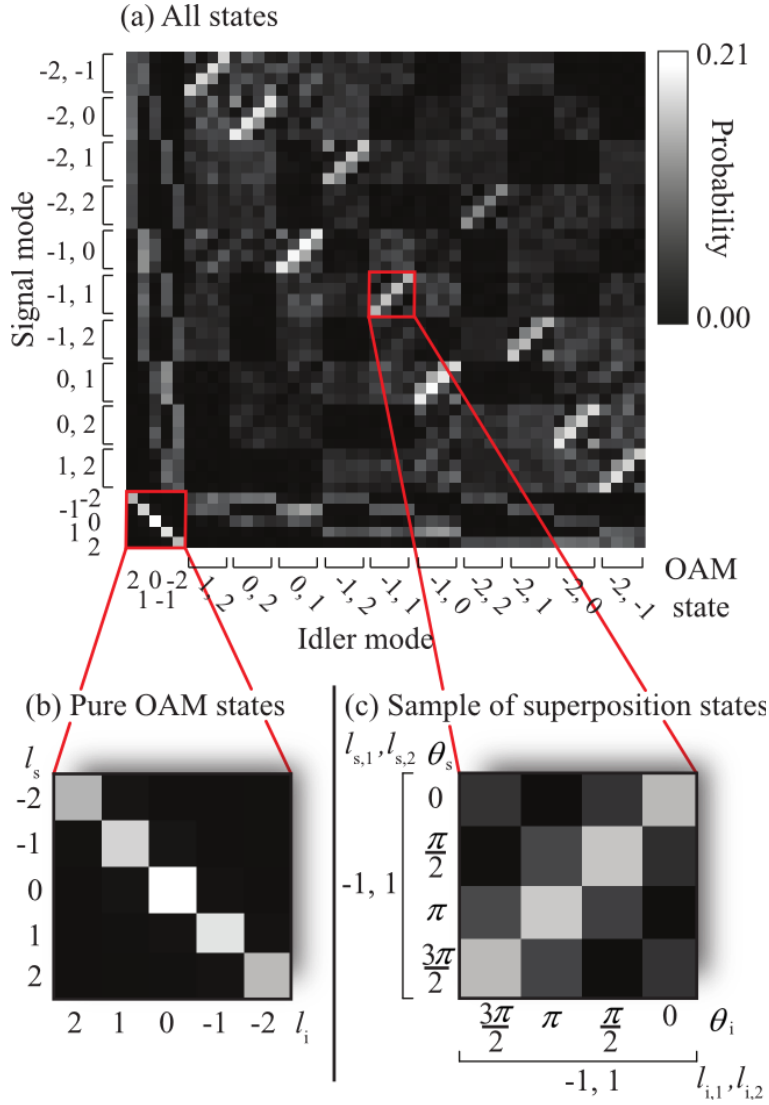 (a) All states
-2, -1
-2, 0
-2, 1
-2, 2
-1, 0
-1, 1
-1, 2
0, 1
0, 2
1, 2
-1 -2
1 0
2
Signal mode
0.21
Probability
0.00
2 0 -2
1 -1
1, 2
0, 2
0, 1
-1, 2
-1, 1
-1, 0
-2, 2
-2, 1
-2, 0
-2, -1
OAM
state
Idler mode
(b) Pure OAM states
l_s
-2
-1
0
1
2
2 1 0 -1 -2 l_i
(c) Sample of superposition states
l_s,1, l_s,2 θ_s
0
π/2
-1, 1
π
3π/2
3π/2 π π/2 0 θ_i
-1, 1 l_i,1, l_i,2